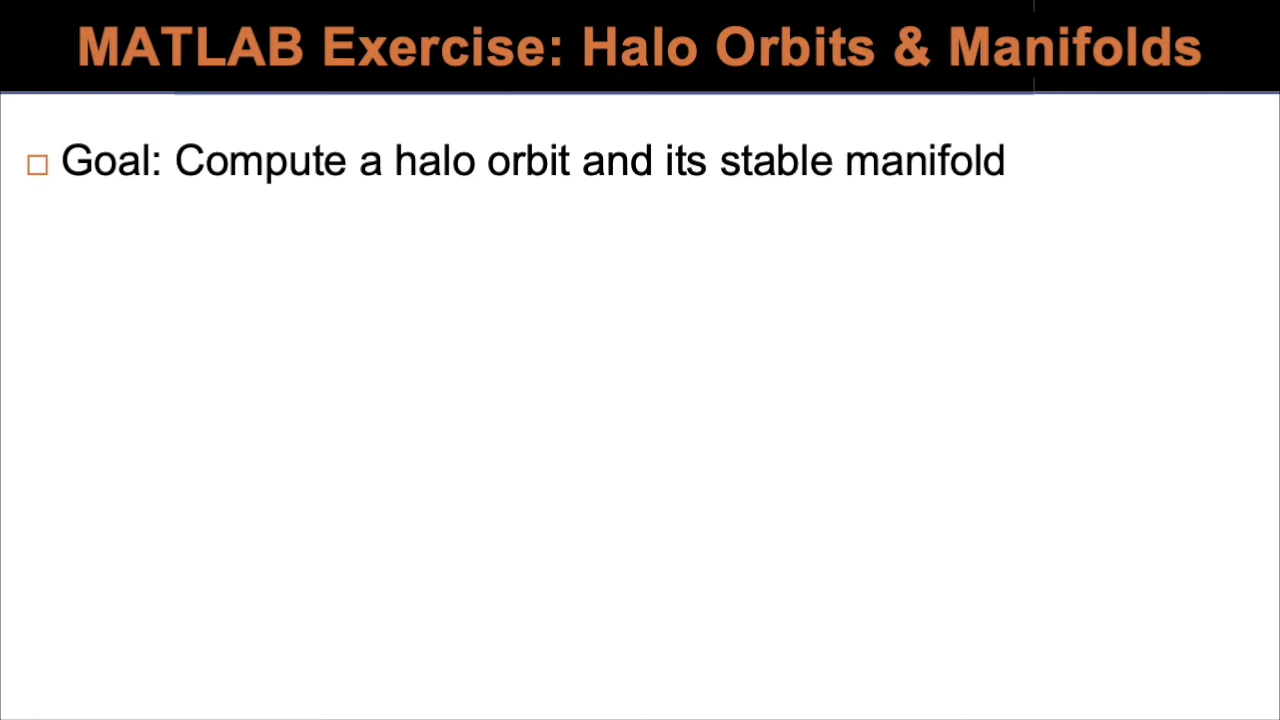 MATLAB Exercise: Halo Orbits & Manifolds
Goal: Compute a halo orbit and its stable manifold